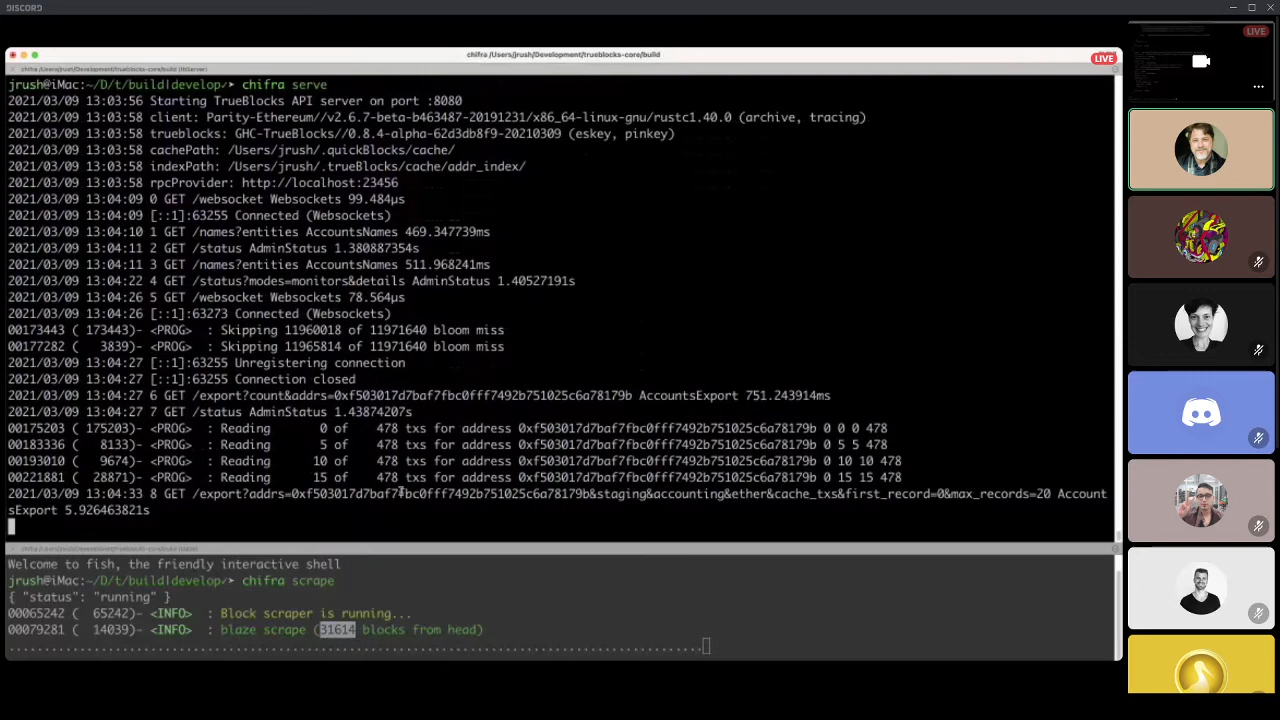 DISCORD
chifra /Users/jrush/Development/trueblocks-core/build
LIVE
LIVE
chifra /Users/jrush/Development/trueblocks-core/build (tbServer)
jrush@iMac:~/D/t/build|develop⚡➤ chifra serve
2021/03/09 13:03:56 Starting TrueBlocks API server on port :8080
2021/03/09 13:03:58 client: Parity-Ethereum//v2.6.7-beta-b463487-20191231/x86_64-linux-gnu/rustc1.40.0 (archive, tracing)
2021/03/09 13:03:58 trueblocks: GHC-TrueBlocks//0.8.4-alpha-62d3db8f9-20210309 (eskey, pinkey)
2021/03/09 13:03:58 cachePath: /Users/jrush/.quickBlocks/cache/
2021/03/09 13:03:58 indexPath: /Users/jrush/.trueBlocks/cache/addr_index/
2021/03/09 13:03:58 rpcProvider: http://localhost:23456
2021/03/09 13:04:09 0 GET /websocket Websockets 99.484µs
2021/03/09 13:04:09 [::1]:63255 Connected (Websockets)
2021/03/09 13:04:10 1 GET /names?entities AccountsNames 469.347739ms
2021/03/09 13:04:11 2 GET /status AdminStatus 1.380887354s
2021/03/09 13:04:11 3 GET /names?entities AccountsNames 511.968241ms
2021/03/09 13:04:22 4 GET /status?modes=monitors&details AdminStatus 1.40527191s
2021/03/09 13:04:26 5 GET /websocket Websockets 78.564µs
2021/03/09 13:04:26 [::1]:63273 Connected (Websockets)
00173443 ( 173443)- <PROG>  : Skipping 11960018 of 11971640 bloom miss
00177282 (   3839)- <PROG>  : Skipping 11965814 of 11971640 bloom miss
2021/03/09 13:04:27 [::1]:63255 Unregistering connection
2021/03/09 13:04:27 [::1]:63255 Connection closed
2021/03/09 13:04:27 6 GET /export?count&addrs=0xf503017d7baf7fbc0fff7492b751025c6a78179b AccountsExport 751.243914ms
2021/03/09 13:04:27 7 GET /status AdminStatus 1.43874207s
00175203 ( 175203)- <PROG>  : Reading      0 of    478 txs for address 0xf503017d7baf7fbc0fff7492b751025c6a78179b 0 0 0 478
00183336 (   8133)- <PROG>  : Reading      5 of    478 txs for address 0xf503017d7baf7fbc0fff7492b751025c6a78179b 0 5 5 478
00193010 (   9674)- <PROG>  : Reading     10 of    478 txs for address 0xf503017d7baf7fbc0fff7492b751025c6a78179b 0 10 10 478
00221881 (  28871)- <PROG>  : Reading     15 of    478 txs for address 0xf503017d7baf7fbc0fff7492b751025c6a78179b 0 15 15 478
2021/03/09 13:04:33 8 GET /export?addrs=0xf503017d7baf7fbc0fff7492b751025c6a78179b&staging&accounting&ether&cache_txs&first_record=0&max_records=20 Account
sExport 5.926463821s
Welcome to fish, the friendly interactive shell
jrush@iMac:~/D/t/build|develop⚡➤ chifra scrape
{ "status": "running" }
00065242 (  65242)- <INFO>  : Block scraper is running...
00079281 (  14039)- <INFO>  : blaze scrape (31614 blocks from head)